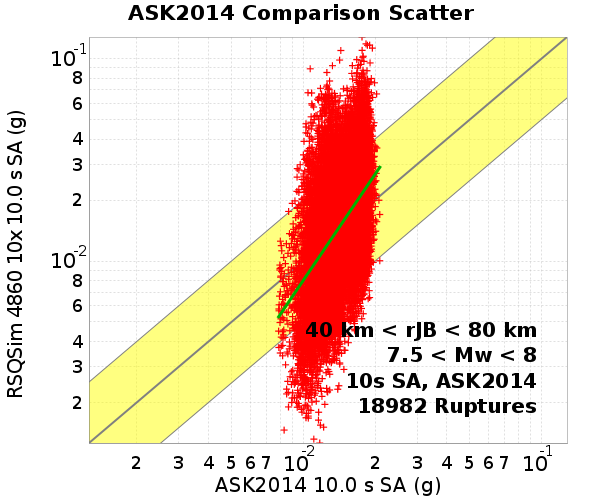 ASK2014 Comparison Scatter
RSQSim 4860 10x 10.0 s SA (g)
10-1
8
6
4
3
2
10-2
8
6
4
3
2
40 km < rJB < 80 km
7.5 < Mw < 8
10s SA, ASK2014
18982 Ruptures
2 3 4 5 6 7 10-2 2 3 4 5 6 7 10-1
ASK2014 10.0 s SA (g)